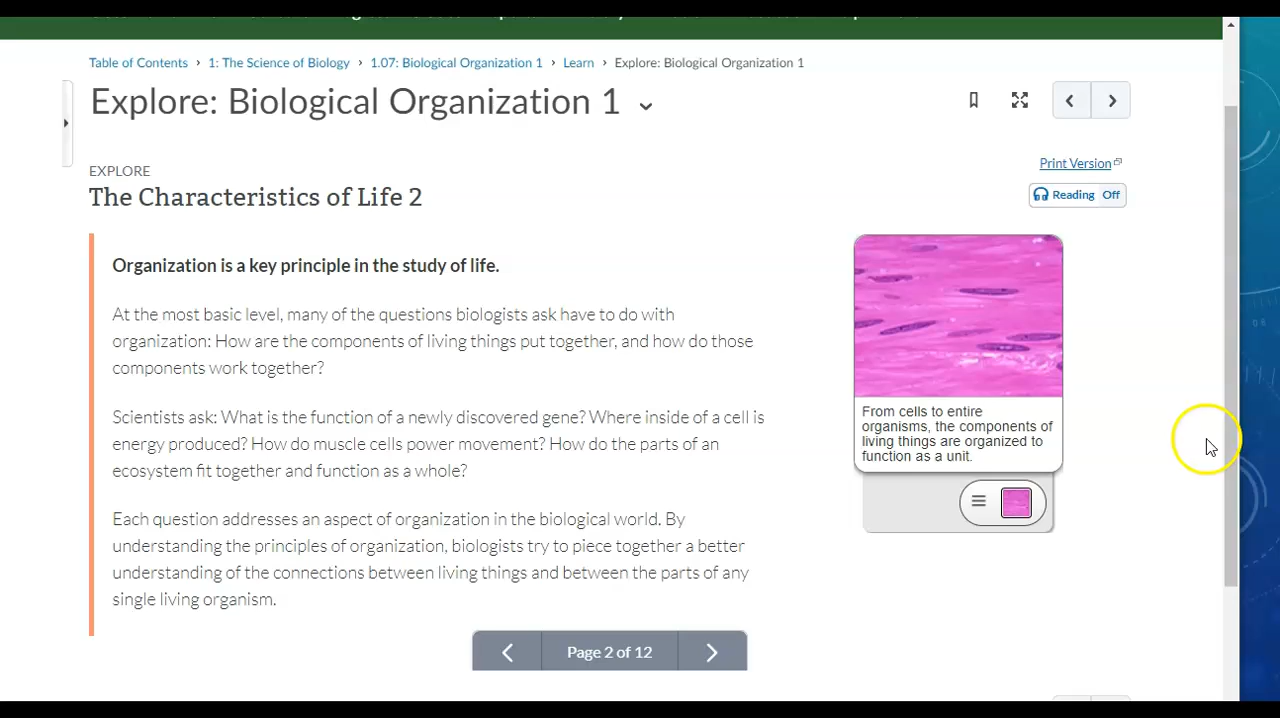 Table of Contents › 1: The Science of Biology › 1.07: Biological Organization 1 › Learn › Explore: Biological Organization 1
Explore: Biological Organization 1
Print Version
EXPLORE
The Characteristics of Life 2
Reading Off
Organization is a key principle in the study of life.
At the most basic level, many of the questions biologists ask have to do with
organization: How are the components of living things put together, and how do those
components work together?
Scientists ask: What is the function of a newly discovered gene? Where inside of a cell is
energy produced? How do muscle cells power movement? How do the parts of an
ecosystem fit together and function as a whole?
Each question addresses an aspect of organization in the biological world. By
understanding the principles of organization, biologists try to piece together a better
understanding of the connections between living things and between the parts of any
single living organism.
From cells to entire
organisms, the components of
living things are organized to
function as a unit.
Page 2 of 12